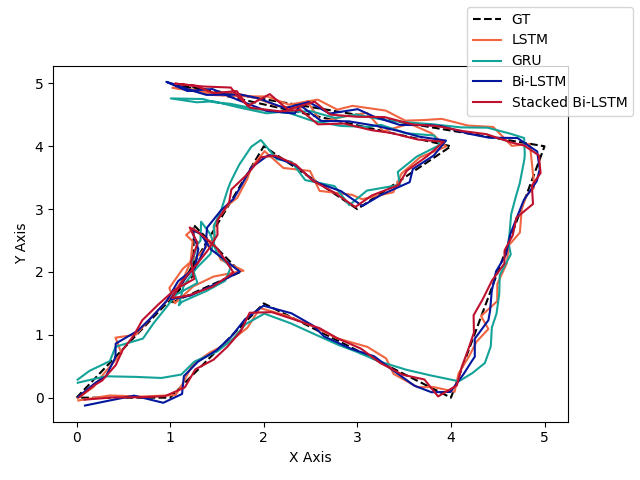 GT
LSTM
GRU
Bi-LSTM
Stacked Bi-LSTM
Y Axis
5
4
3
2
1
0
0 1 2 3 4 5
X Axis